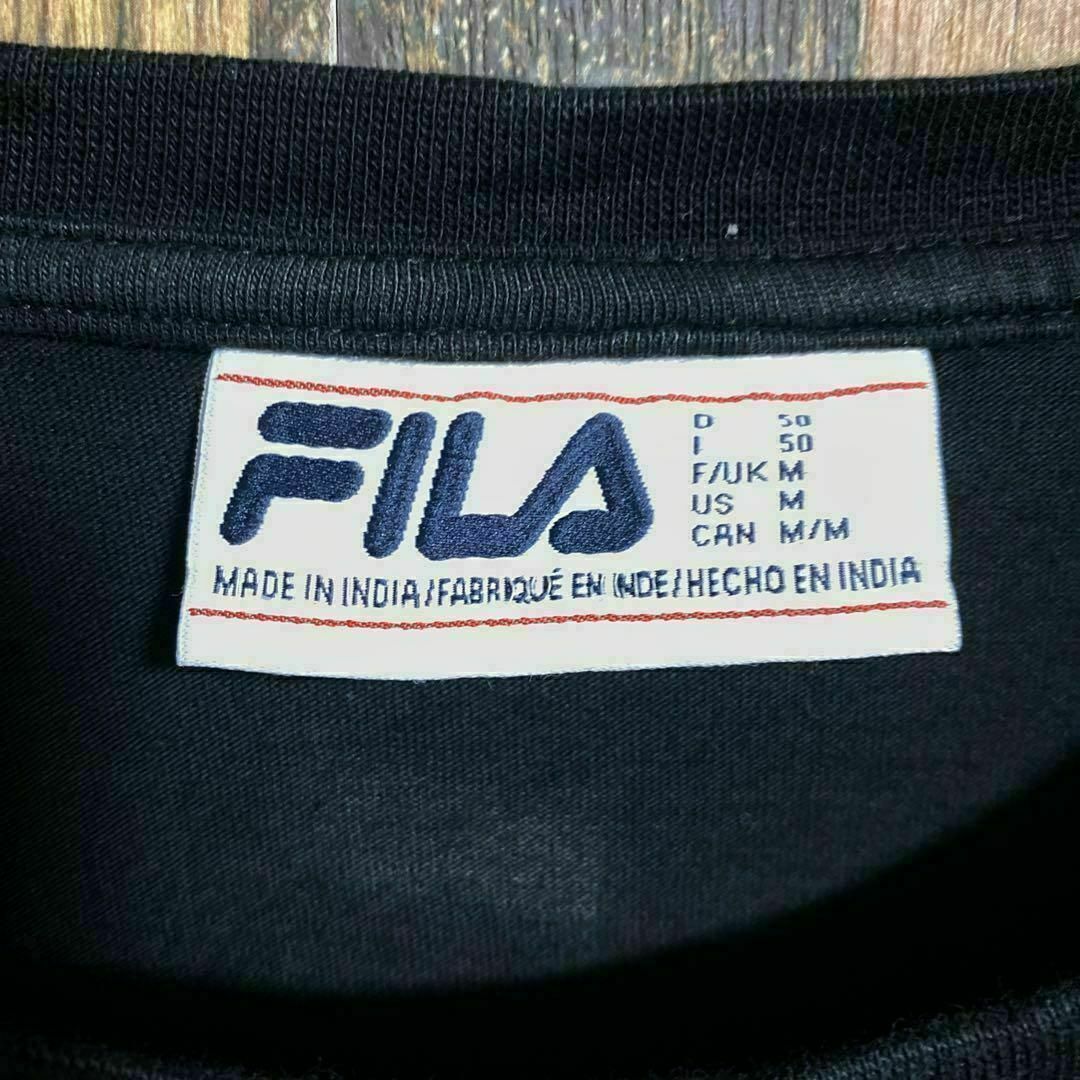 FILA
D 50
I 50
F/UK M
US M
CAN M/M
MADE IN INDIA/FABRIQUÉ EN INDE/HECHO EN INDIA